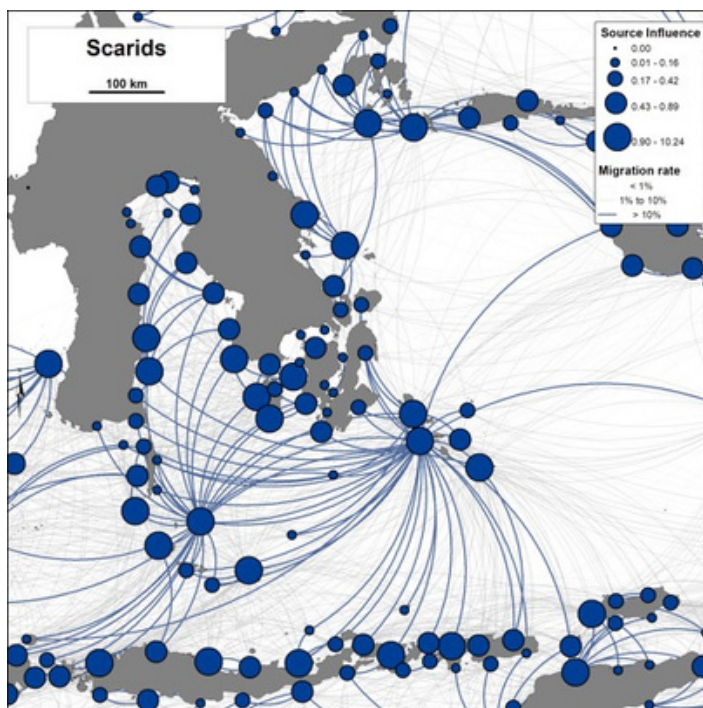 Scarids
100 km
Source Influence
0.00
0.01 - 0.16
0.17 - 0.42
0.43 - 0.89
0.90 - 10.24
Migration rate
< 1%
1% to 10%
> 10%